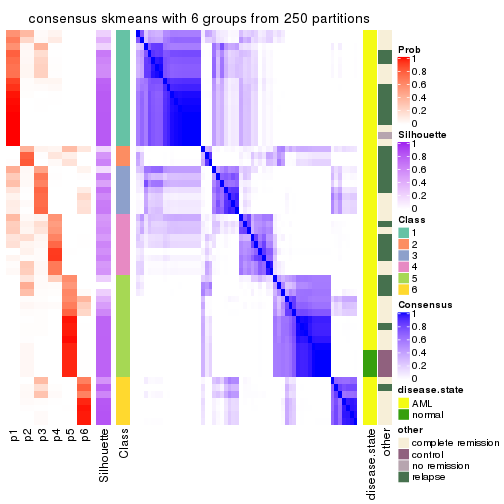 consensus skmeans with 6 groups from 250 partitions
Prob
1
0.8
0.6
0.4
0.2
0
Silhouette
1
0.8
0.6
0.4
0.2
0
Class
1
2
3
4
5
6
Consensus
1
0.8
0.6
0.4
0.2
0
disease.state
AML
normal
other
complete remission
control
no remission
relapse
p1
p2
p3
p4
p5
p6
Silhouette
Class
disease.state
other